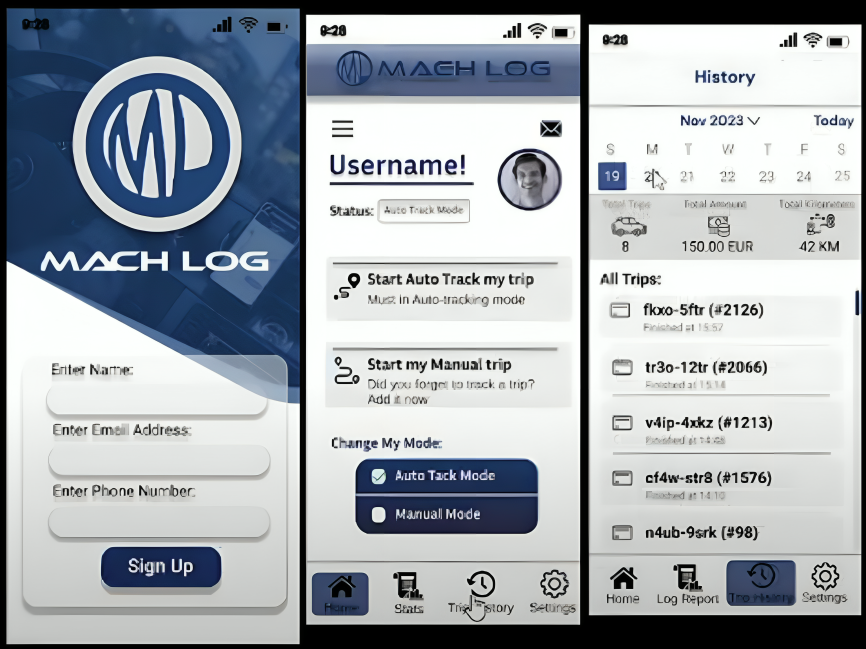 9:28
MACH LOG
Enter Name:
Enter Email Address:
Enter Phone Number:
Sign Up
9:28
MACH LOG
Username!
Status: Auto Track Mode
Start Auto Track my trip
Must in Auto-tracking mode
Start my Manual trip
Did you forget to track a trip?
Add it now
Change My Mode:
Auto Tack Mode
Manual Mode
Home Stats Trip History Settings
9:28
History
Nov 2023 Today
S M T W T F S
19 21 22 23 24 25
Total Trips Total Amount Total Kilometers
8 150.00 EUR 42 KM
All Trips:
fkxo-5ftr (#2126)
Finished at 15:57
tr3o-12tr (#2066)
Finished at 15:14
v4ip-4xkz (#1213)
Finished at 14:46
cf4w-str8 (#1576)
Finished at 14:10
n4ub-9srk (#98)
Home Log Report Trip History Settings